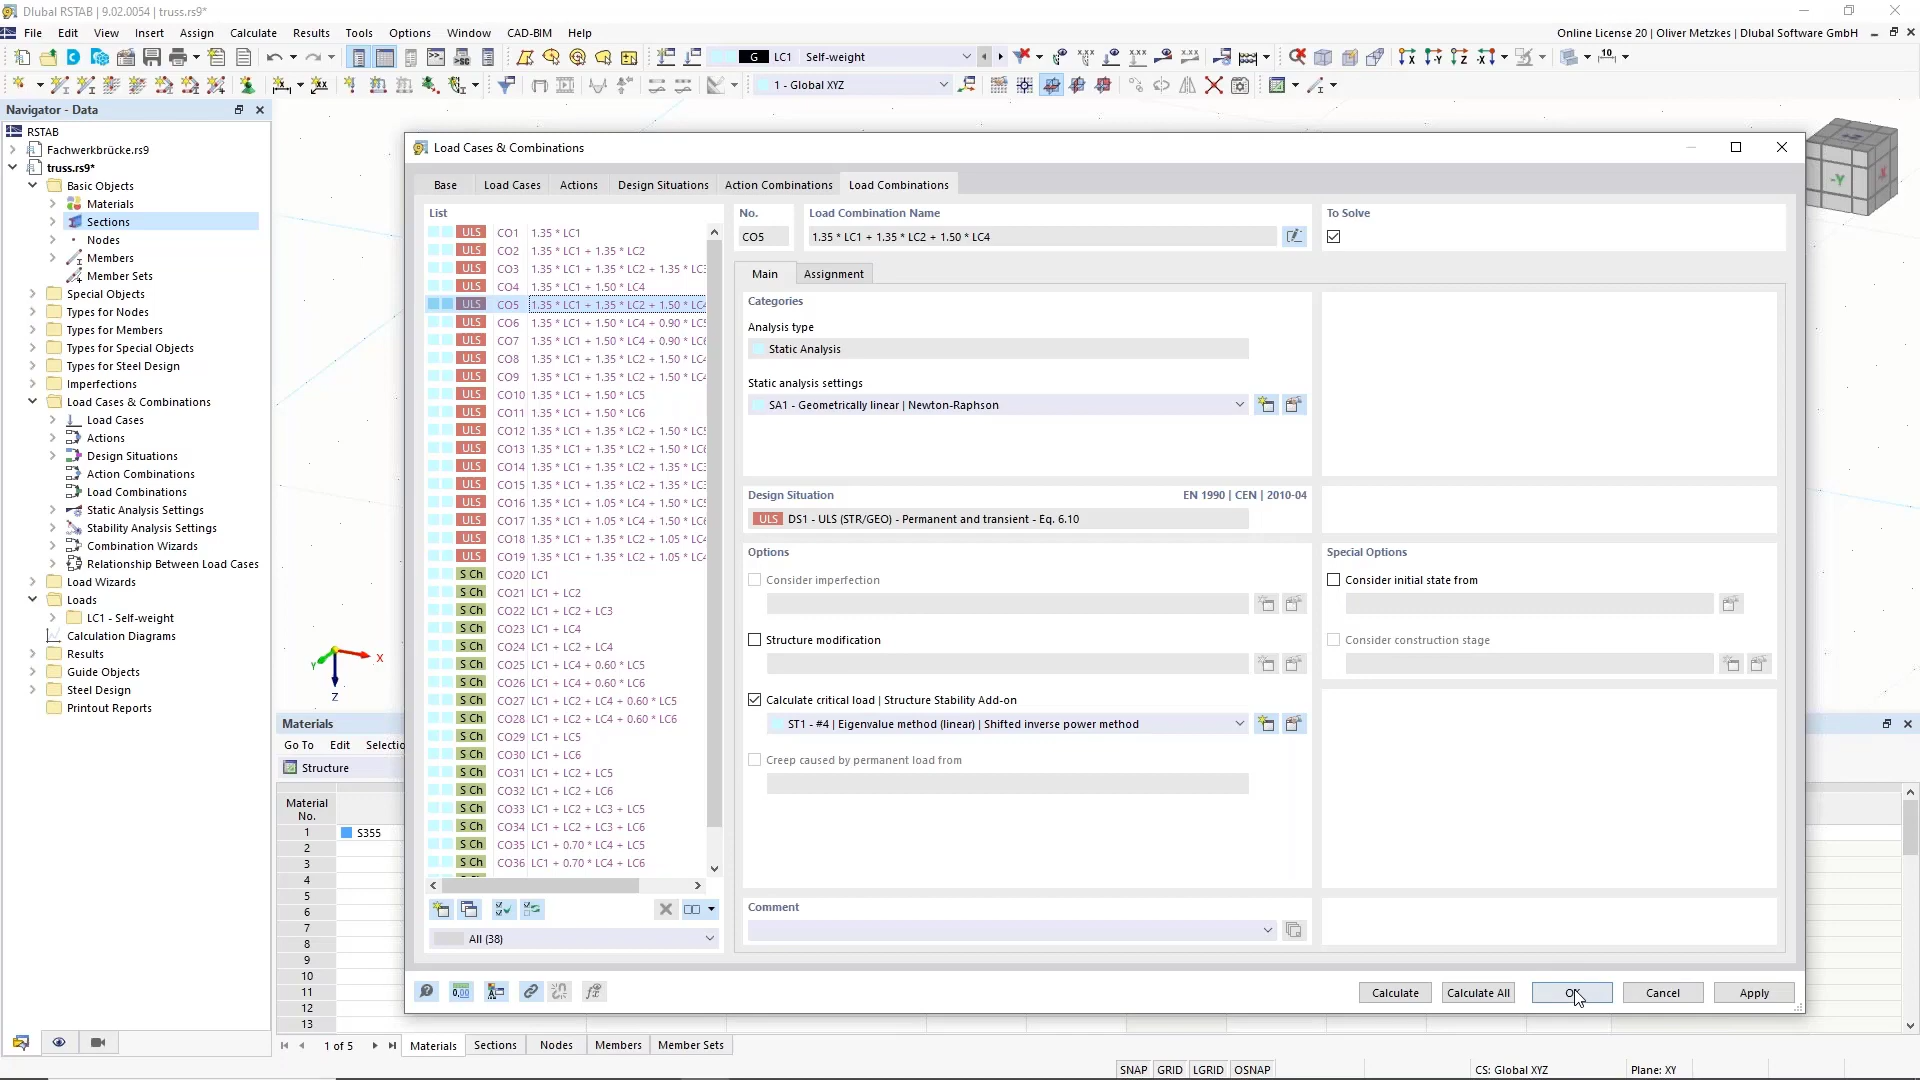 Dlubal RSTAB | 9.02.0054 | truss.rs9*
File Edit View Insert Assign Calculate Results Tools Options Window CAD-BIM Help
Online License 20 | Oliver Metzkes | Dlubal Software GmbH
G LC1 Self-weight
1 - Global XYZ
Navigator - Data
RSTAB
Fachwerkbrücke.rs9
truss.rs9*
Basic Objects
Materials
Sections
Nodes
Members
Member Sets
Special Objects
Types for Nodes
Types for Members
Types for Special Objects
Types for Steel Design
Imperfections
Load Cases & Combinations
Load Cases
Actions
Design Situations
Action Combinations
Load Combinations
Static Analysis Settings
Stability Analysis Settings
Combination Wizards
Relationship Between Load Cases
Load Wizards
Loads
LC1 - Self-weight
Calculation Diagrams
Results
Guide Objects
Steel Design
Printout Reports
Load Cases & Combinations
Base Load Cases Actions Design Situations Action Combinations Load Combinations
List
ULS CO1 1.35 * LC1
ULS CO2 1.35 * LC1 + 1.35 * LC2
ULS CO3 1.35 * LC1 + 1.35 * LC2 + 1.35 * LC3
ULS CO4 1.35 * LC1 + 1.50 * LC4
ULS CO5 1.35 * LC1 + 1.35 * LC2 + 1.50 * LC4
ULS CO6 1.35 * LC1 + 1.50 * LC4 + 0.90 * LC5
ULS CO7 1.35 * LC1 + 1.50 * LC4 + 0.90 * LC6
ULS CO8 1.35 * LC1 + 1.35 * LC2 + 1.50 * LC4
ULS CO9 1.35 * LC1 + 1.35 * LC2 + 1.50 * LC4
ULS CO10 1.35 * LC1 + 1.50 * LC5
ULS CO11 1.35 * LC1 + 1.50 * LC6
ULS CO12 1.35 * LC1 + 1.35 * LC2 + 1.50 * LC5
ULS CO13 1.35 * LC1 + 1.35 * LC2 + 1.50 * LC6
ULS CO14 1.35 * LC1 + 1.35 * LC2 + 1.35 * LC3
ULS CO15 1.35 * LC1 + 1.35 * LC2 + 1.35 * LC3
ULS CO16 1.35 * LC1 + 1.05 * LC4 + 1.50 * LC5
ULS CO17 1.35 * LC1 + 1.05 * LC4 + 1.50 * LC6
ULS CO18 1.35 * LC1 + 1.35 * LC2 + 1.05 * LC4
ULS CO19 1.35 * LC1 + 1.35 * LC2 + 1.05 * LC4
S Ch CO20 LC1
S Ch CO21 LC1 + LC2
S Ch CO22 LC1 + LC2 + LC3
S Ch CO23 LC1 + LC4
S Ch CO24 LC1 + LC2 + LC4
S Ch CO25 LC1 + LC4 + 0.60 * LC5
S Ch CO26 LC1 + LC4 + 0.60 * LC6
S Ch CO27 LC1 + LC2 + LC4 + 0.60 * LC5
S Ch CO28 LC1 + LC2 + LC4 + 0.60 * LC6
S Ch CO29 LC1 + LC5
S Ch CO30 LC1 + LC6
S Ch CO31 LC1 + LC2 + LC5
S Ch CO32 LC1 + LC2 + LC6
S Ch CO33 LC1 + LC2 + LC3 + LC5
S Ch CO34 LC1 + LC2 + LC3 + LC6
S Ch CO35 LC1 + 0.70 * LC4 + LC5
S Ch CO36 LC1 + 0.70 * LC4 + LC6
All (38)
No.
CO5
Load Combination Name
1.35 * LC1 + 1.35 * LC2 + 1.50 * LC4
To Solve
Main Assignment
Categories
Analysis type
Static Analysis
Static analysis settings
SA1 - Geometrically linear | Newton-Raphson
Design Situation EN 1990 | CEN | 2010-04
ULS DS1 - ULS (STR/GEO) - Permanent and transient - Eq. 6.10
Options
Consider imperfection
Structure modification
Calculate critical load | Structure Stability Add-on
ST1 - #4 | Eigenvalue method (linear) | Shifted inverse power method
Creep caused by permanent load from
Special Options
Consider initial state from
Consider construction stage
Comment
Calculate Calculate All OK Cancel Apply
-Y -X
X Y Z
Materials
Go To Edit
Structure
Material
No.
1 S355
2
3
4
5
6
7
8
9
10
11
12
13
1 of 5 Materials Sections Nodes Members Member Sets
SNAP GRID LGRID OSNAP CS: Global XYZ Plane: XY